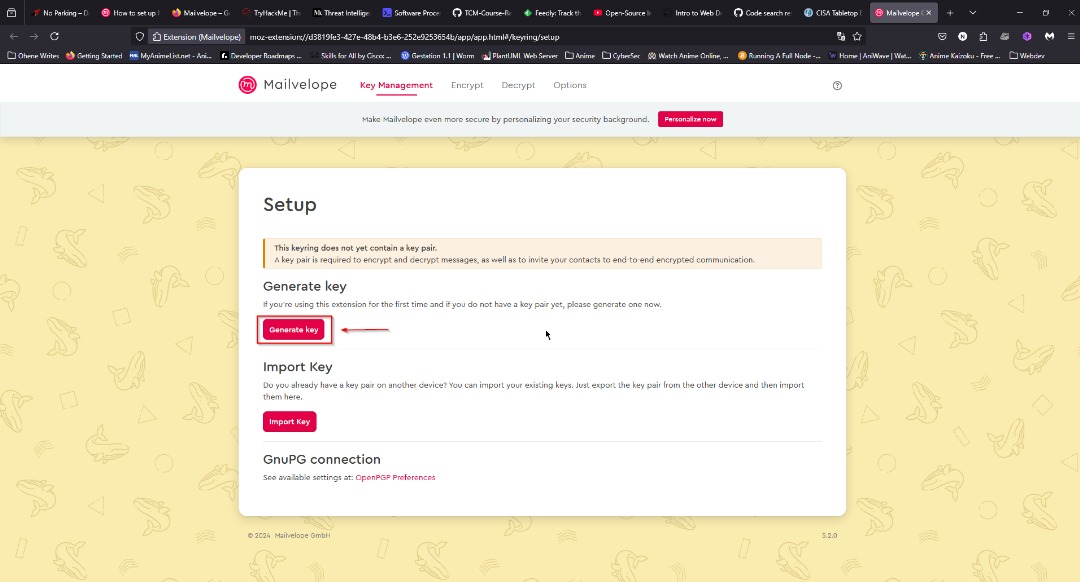 No Parking – D
How to set up
Mailvelope – G
TryHackMe | Th
Threat Intellige
Software Proce
TCM-Course-R
Feedly: Track th
Open-Source I
Intro to Web D
Code search re
CISA Tabletop E
Mailvelope
Extension (Mailvelope)
moz-extension://d3819fe3-427e-48b4-b3e6-252e9253654b/app/app.html#/keyring/setup
Obene Writes
Getting Started
MyAnimeList.net - Ani...
Developer Roadmaps ...
Skills for All by Cisco ...
Gestation 1.1 | Worm
PlantUML Web Server
Anime
CyberSec
Watch Anime Online, ...
Running A Full Node -...
Home | AniWave | Wat...
Anime Kaizoku - Free ...
Webdev
Mailvelope
Key Management
Encrypt
Decrypt
Options
Make Mailvelope even more secure by personalizing your security background.
Personalize now
Setup
This keyring does not yet contain a key pair.
A key pair is required to encrypt and decrypt messages, as well as to invite your contacts to end-to-end encrypted communication.
Generate key
If you're using this extension for the first time and if you do not have a key pair yet, please generate one now.
Generate key
Import Key
Do you already have a key pair on another device? You can import your existing keys. Just export the key pair from the other device and then import
them here.
Import Key
GnuPG connection
See available settings at: OpenPGP Preferences
© 2024 Mailvelope GmbH
5.2.0